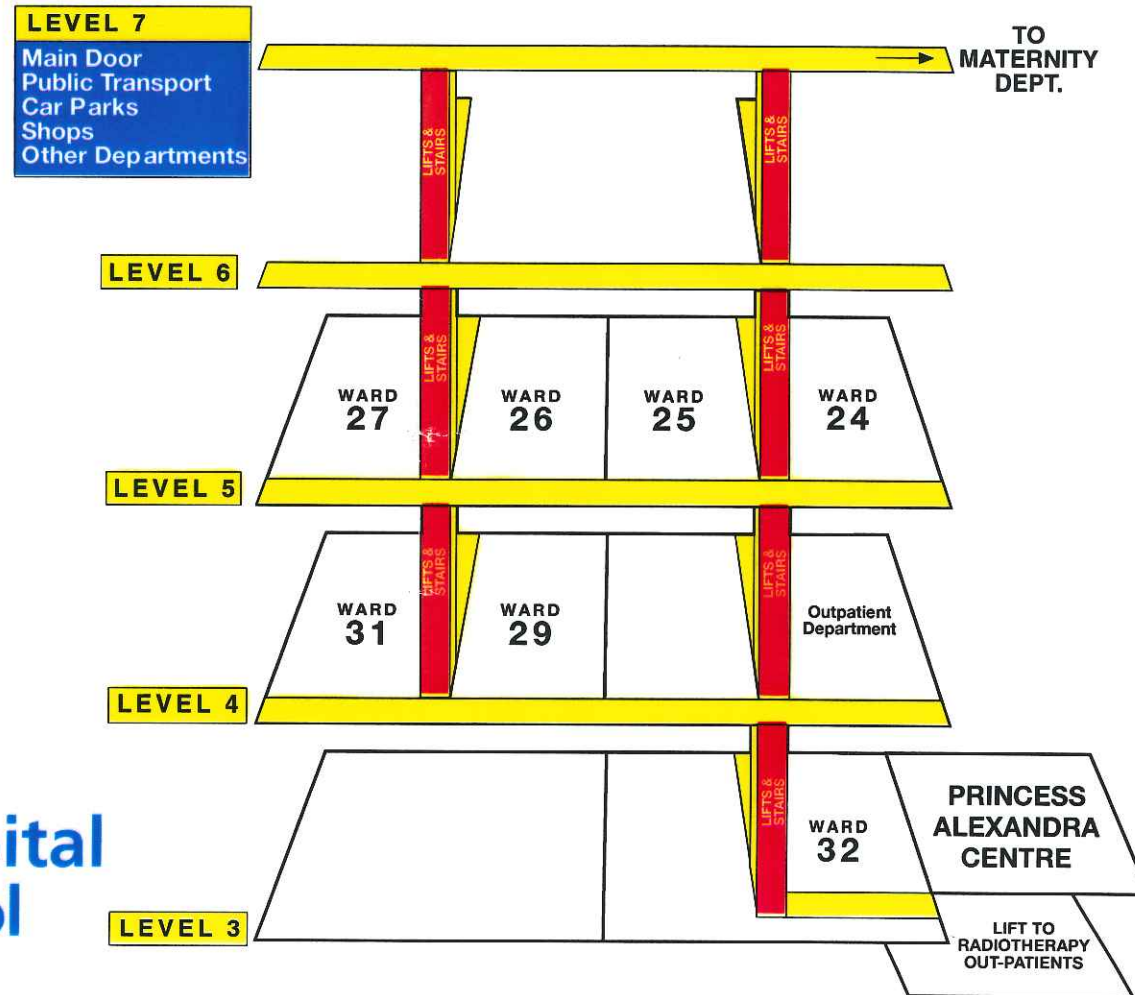 LEVEL 7
Main Door
Public Transport
Car Parks
Shops
Other Departments
TO
MATERNITY
DEPT.
LIFTS &
STAIRS
LIFTS &
STAIRS
LEVEL 6
LIFTS &
STAIRS
LIFTS &
STAIRS
WARD
27
WARD
26
WARD
25
WARD
24
LEVEL 5
LIFTS &
STAIRS
LIFTS &
STAIRS
WARD
31
WARD
29
Outpatient
Department
LEVEL 4
LIFTS &
STAIRS
WARD
32
PRINCESS
ALEXANDRA
CENTRE
LEVEL 3
LIFT TO
RADIOTHERAPY
OUT-PATIENTS